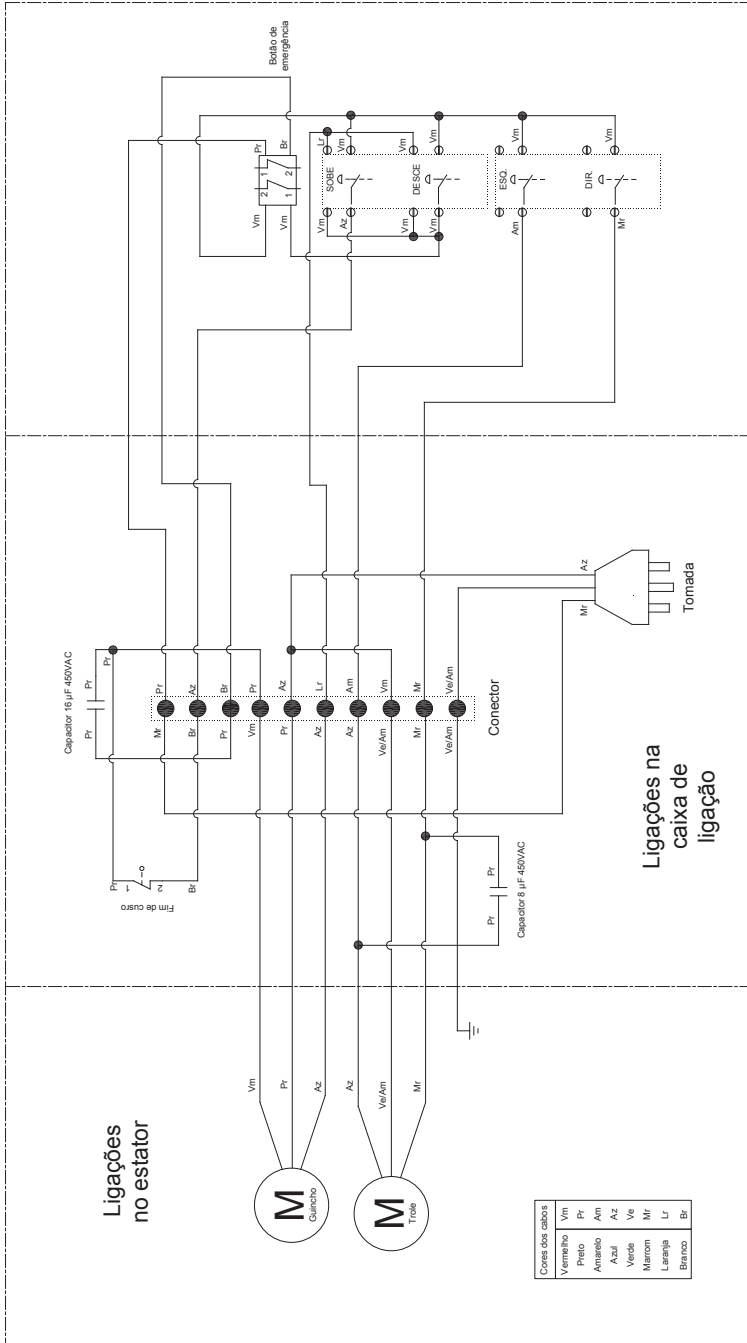 Ligações
no estator
Ligações na
caixa de
ligação
Botão de
emergência
Pr
Br
1
2
2
1
Vm
Vm
Lr
Vm
SOBE
Vm
Az
Vm
Vm
DESCE
Vm
Vm
Vm
ESQ.
Am
Vm
DIR.
Mr
Capacitor 16 µF 450VAC
Pr
Pr
Pr
Fim de cusro
Pr
1
2
Br
Mr
Pr
Br
Az
Pr
Br
Vm
Pr
Pr
Az
Az
Lr
Az
Am
Ve/Am
Vm
Mr
Mr
Ve/Am
Ve/Am
Conector
Mr
Az
Tomada
Pr
Pr
Capacitor 8 µF 450VAC
Vm
Pr
Az
M
Guincho
Az
Ve/Am
Mr
M
Trole
Cores dos cabos
Vermelho Vm
Preto Pr
Amarelo Am
Azul Az
Verde Ve
Marrom Mr
Laranja Lr
Branco Br